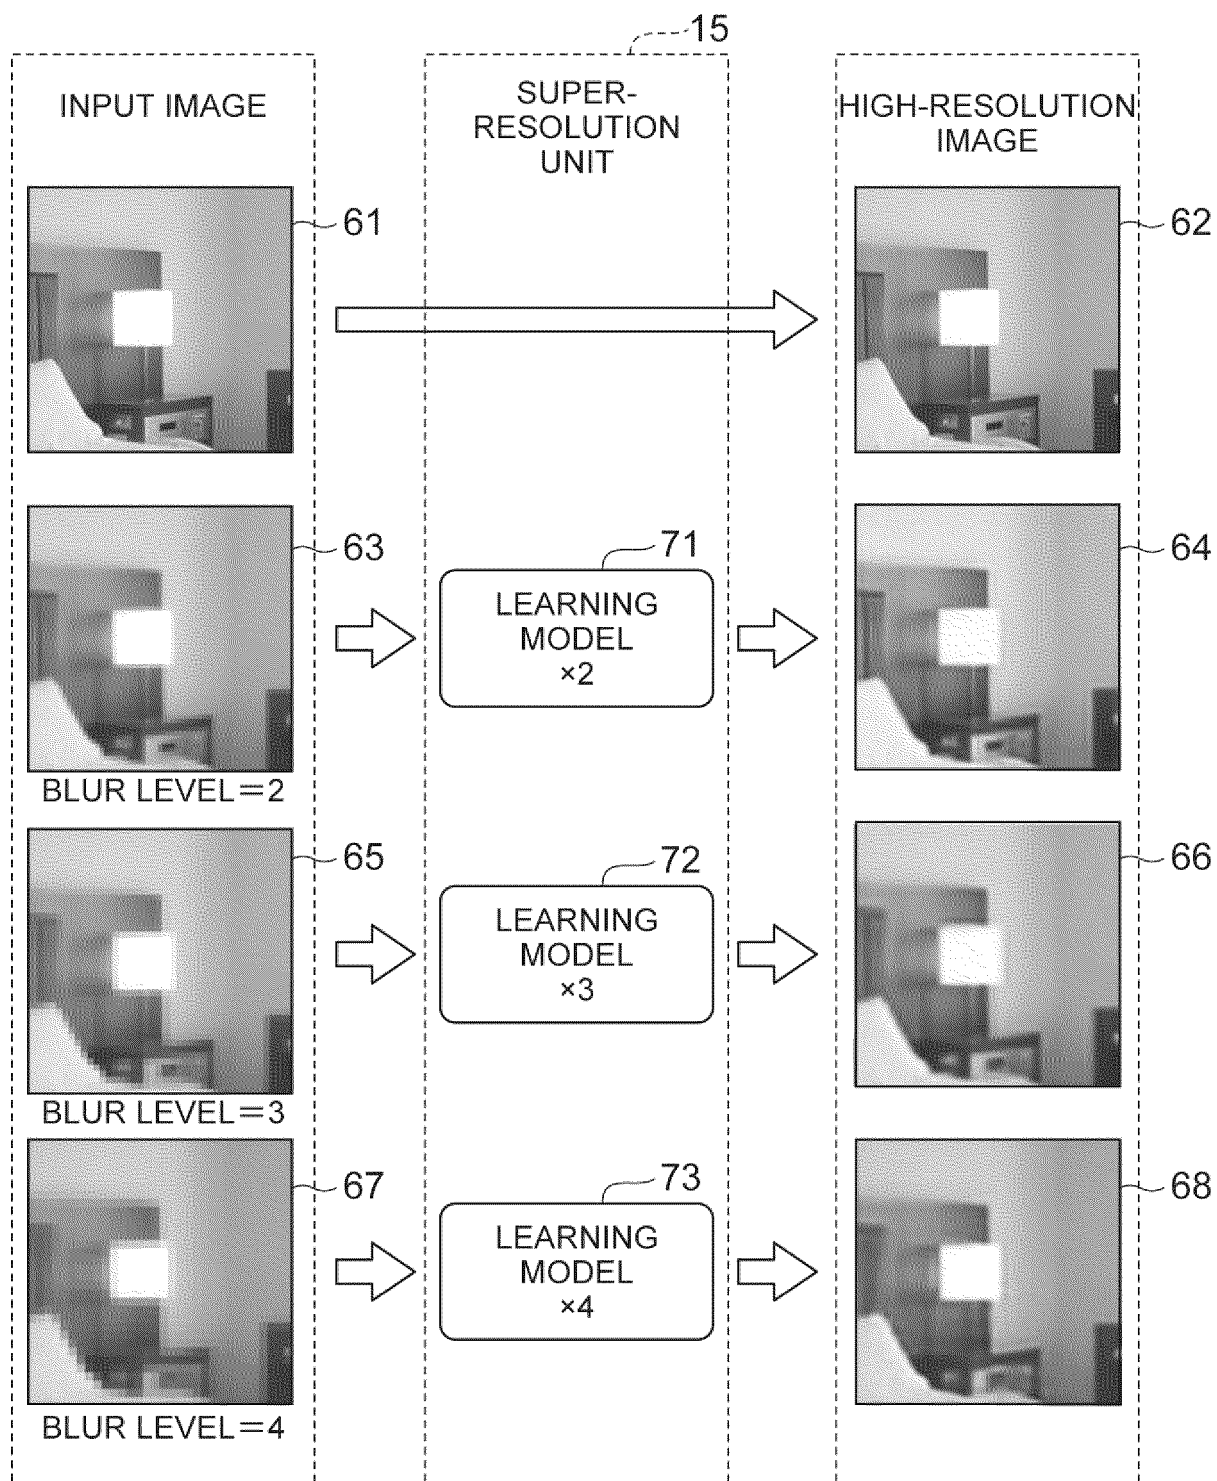 15
INPUT IMAGE
SUPER-
RESOLUTION
UNIT
HIGH-RESOLUTION
IMAGE
61
62
63
71
LEARNING
MODEL
×2
64
BLUR LEVEL=2
65
72
LEARNING
MODEL
×3
66
BLUR LEVEL=3
67
73
LEARNING
MODEL
×4
68
BLUR LEVEL=4